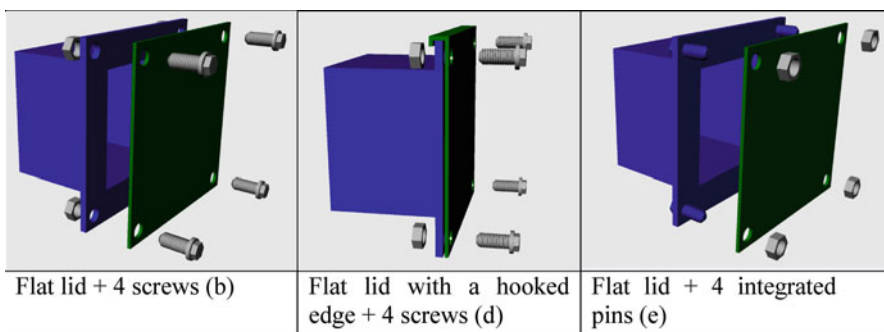 Flat lid + 4 screws (b)
Flat lid with a hooked
edge + 4 screws (d)
Flat lid + 4 integrated
pins (e)